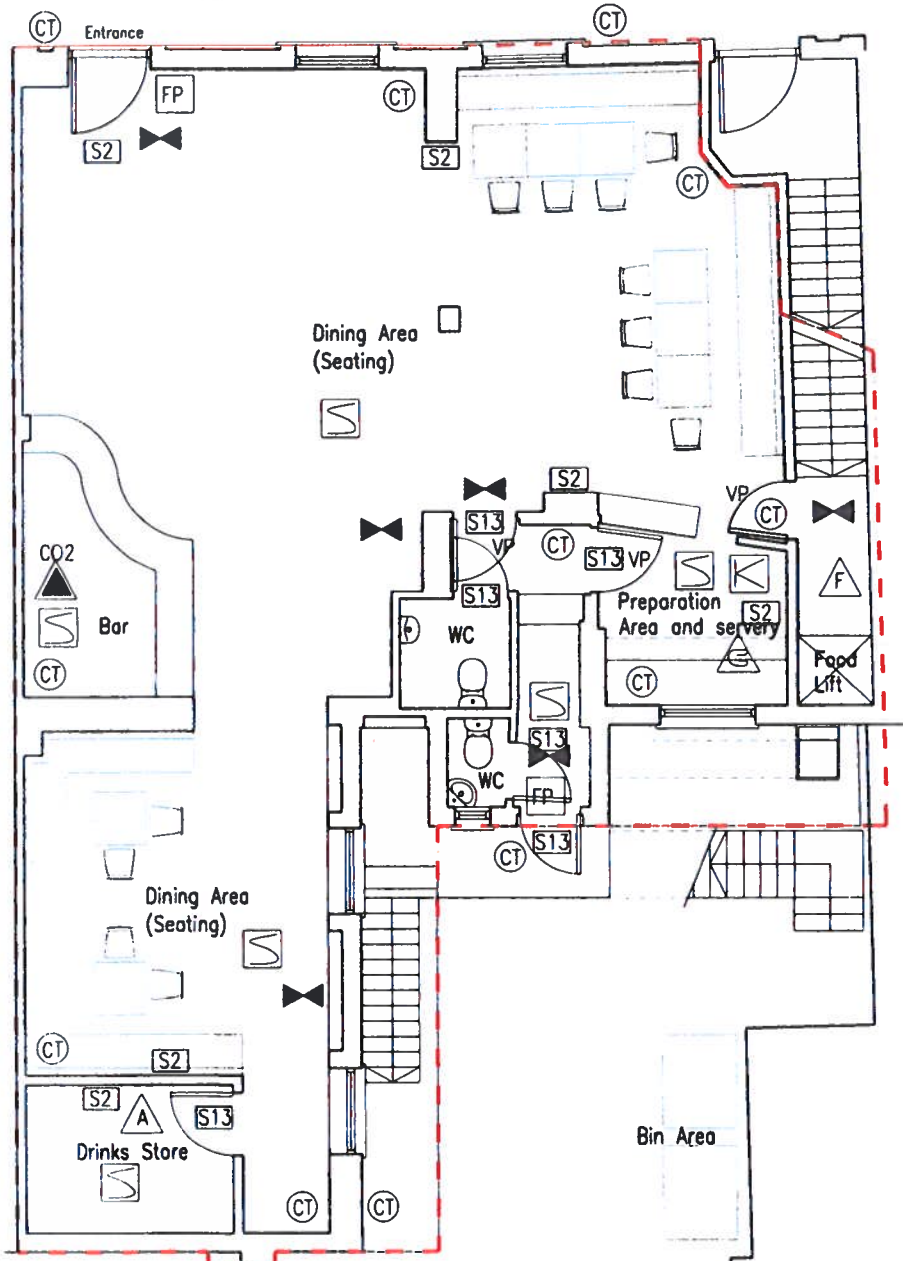 CT
Entrance
CT
FP
CT
S2
S2
CT
Dining Area
(Seating)
S2
VP
CT
S13
VP
CT
S13
VP
CO2
S13
F
Preparation
Area and servery
S2
Bar
WC
CT
CT
Food
Lift
S13
WC
FP
S13
CT
Dining Area
(Seating)
CT
S2
S2
A
S13
Drinks Store
Bin Area
CT
CT